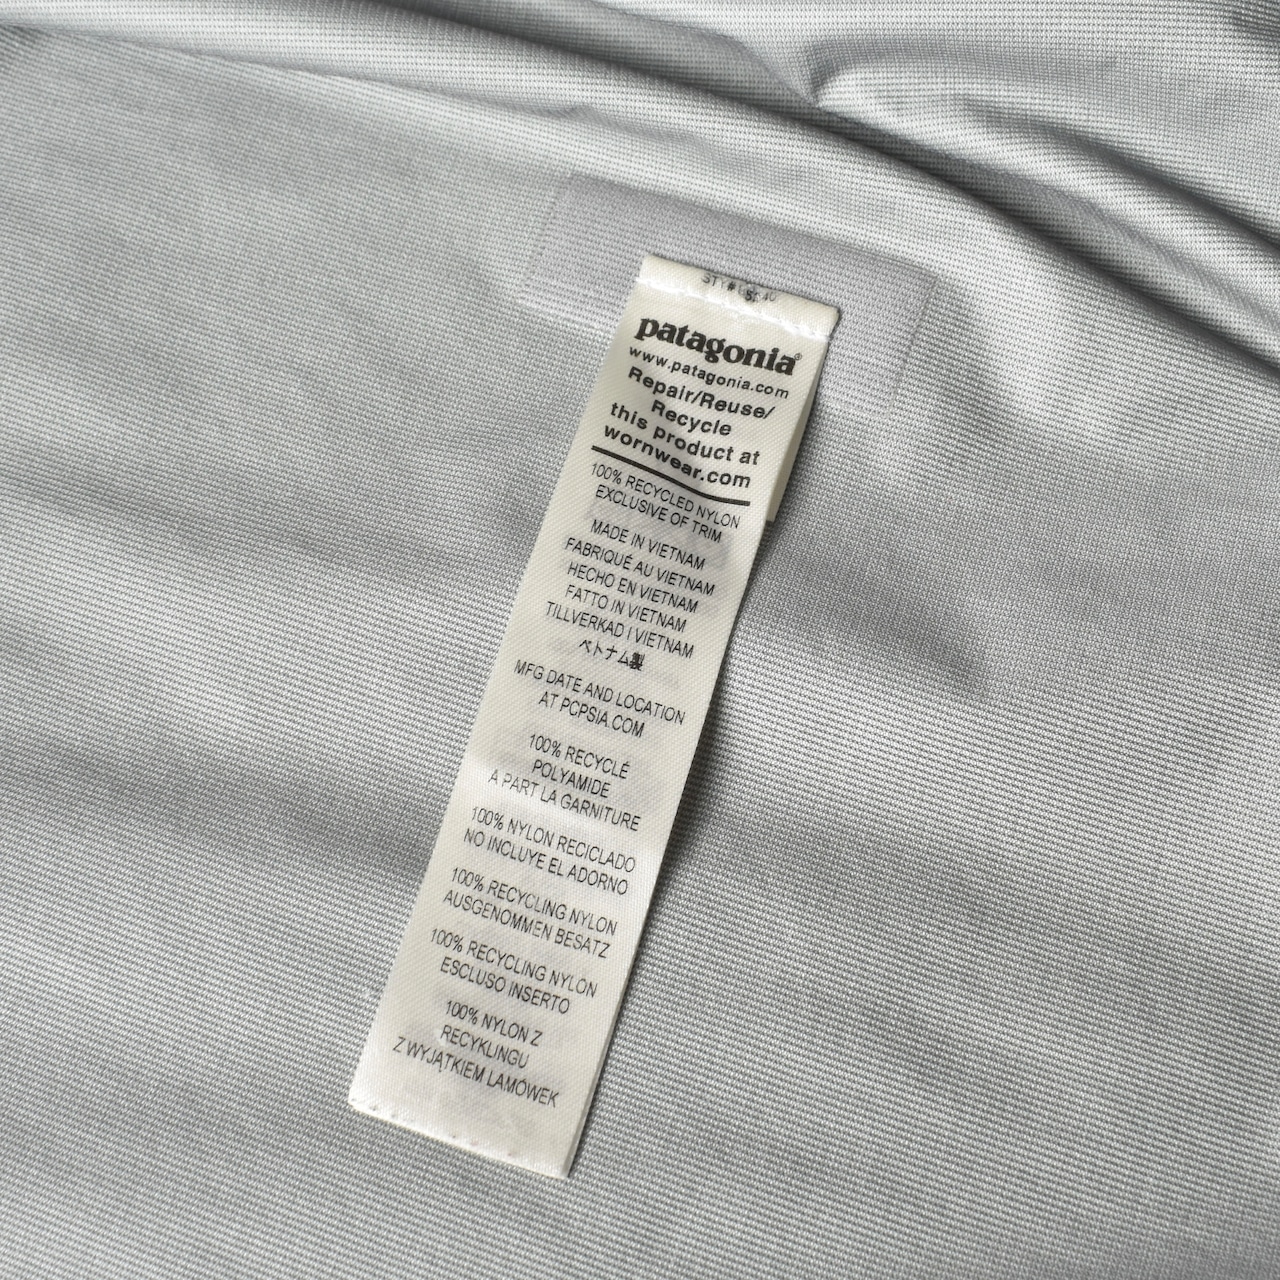 patagonia®
www.patagonia.com
Repair/Reuse/
Recycle
this product at
wornwear.com
100% RECYCLED NYLON
EXCLUSIVE OF TRIM
MADE IN VIETNAM
FABRIQUÉ AU VIETNAM
HECHO EN VIETNAM
FATTO IN VIETNAM
TILLVERKAD I VIETNAM
ベトナム製
MFG DATE AND LOCATION
AT PCPSIA.COM
100% RECYCLÉ
POLYAMIDE
A PART LA GARNITURE
100% NYLON RECICLADO
NO INCLUYE EL ADORNO
100% RECYCLING NYLON
AUSGENOMMEN BESATZ
100% RECYCLING NYLON
ESCLUSO INSERTO
100% NYLON Z
RECYKLINGU
Z WYJĄTKIEM LAMÓWEK